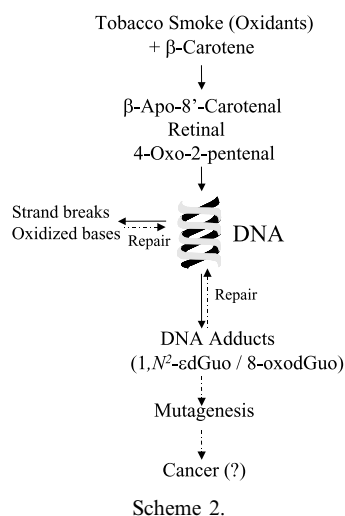 Tobacco Smoke (Oxidants)
+ β-Carotene
β-Apo-8’-Carotenal
Retinal
4-Oxo-2-pentenal
Strand breaks
Oxidized bases
Repair
DNA
Repair
DNA Adducts
(1,N²-εdGuo / 8-oxodGuo)
Mutagenesis
Cancer (?)
Scheme 2.